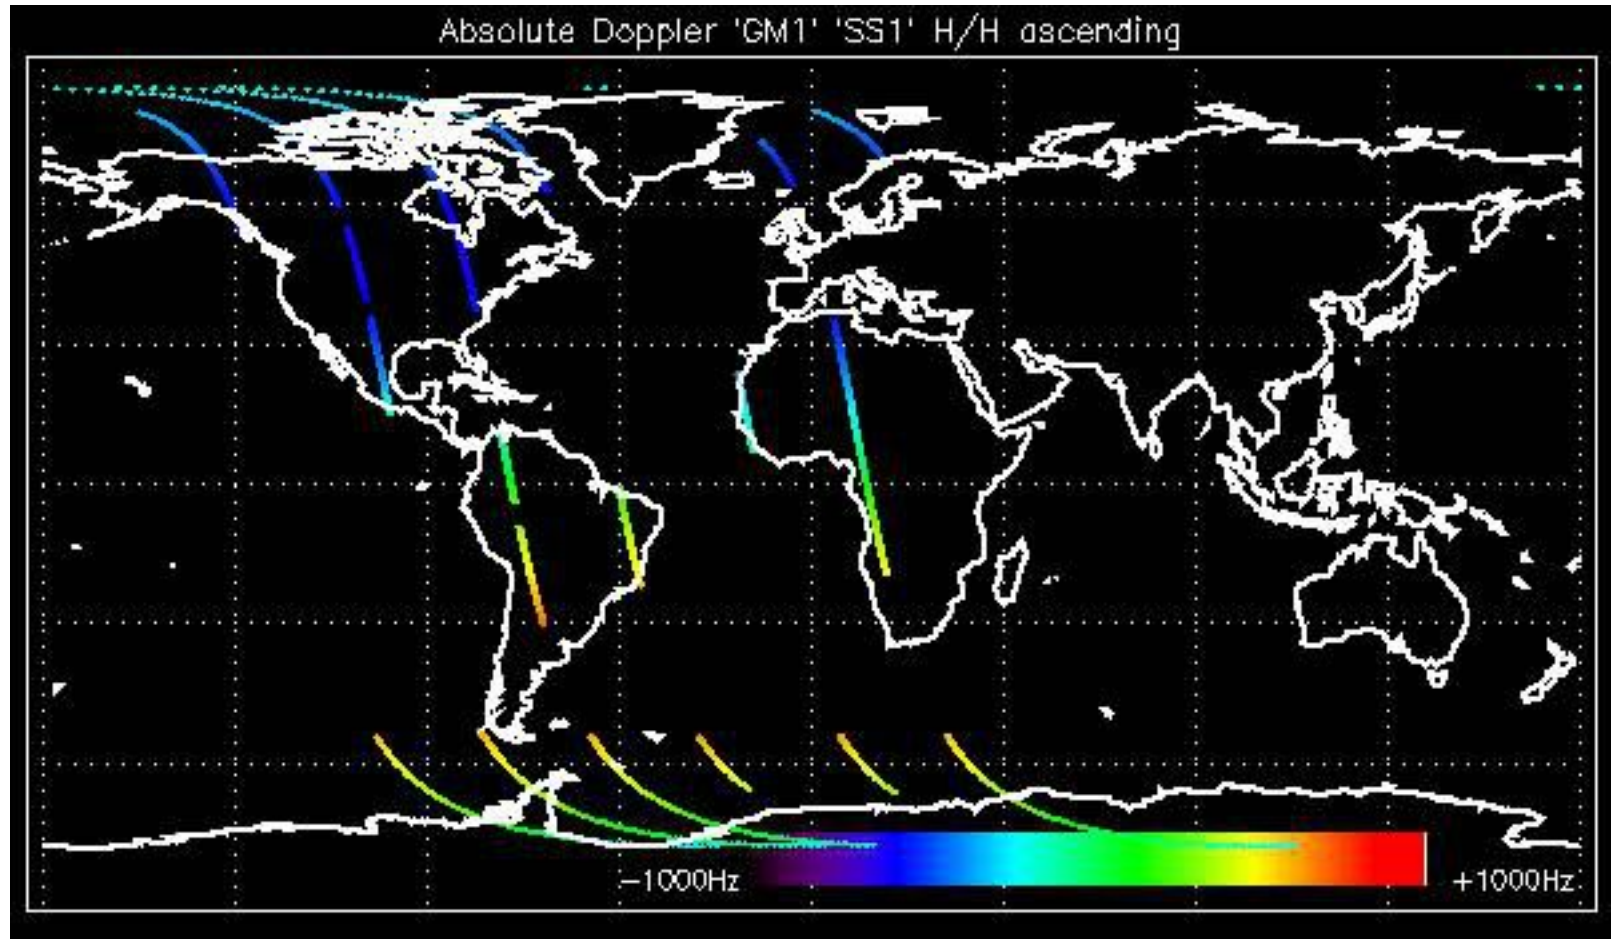 Absolute Doppler 'GM1' 'SS1' H/H ascending
-1000Hz +1000Hz